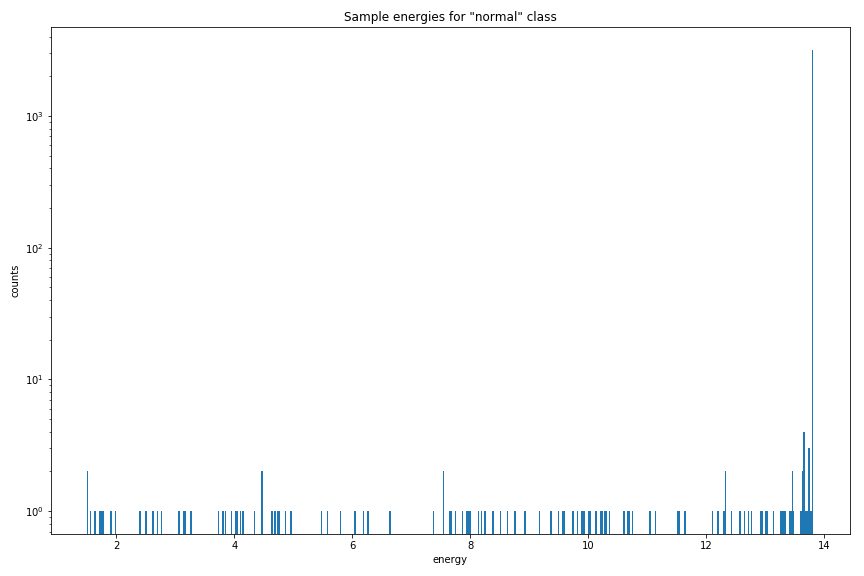 Sample energies for "normal" class
counts
10³
10²
10¹
10⁰
2 4 6 8 10 12 14
energy